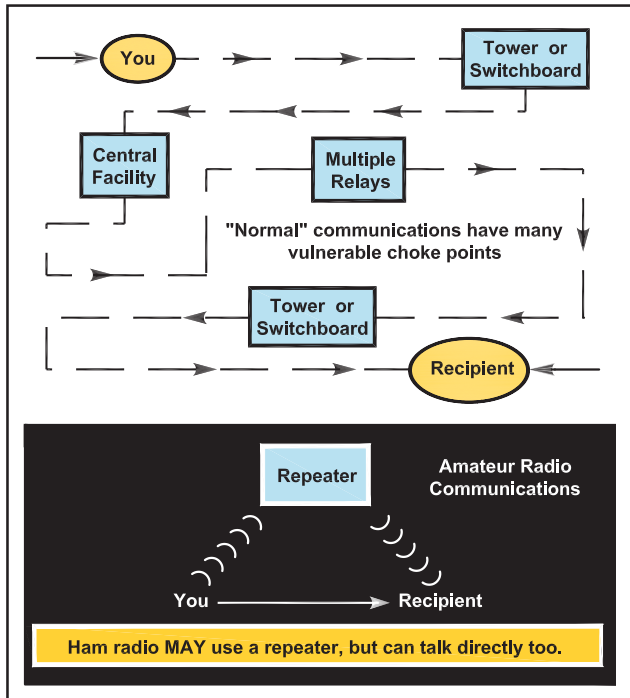 You
Tower or
Switchboard
Central
Facility
Multiple
Relays
"Normal" communications have many
vulnerable choke points
Tower or
Switchboard
Recipient
Repeater
Amateur Radio
Communications
You
Recipient
Ham radio MAY use a repeater, but can talk directly too.